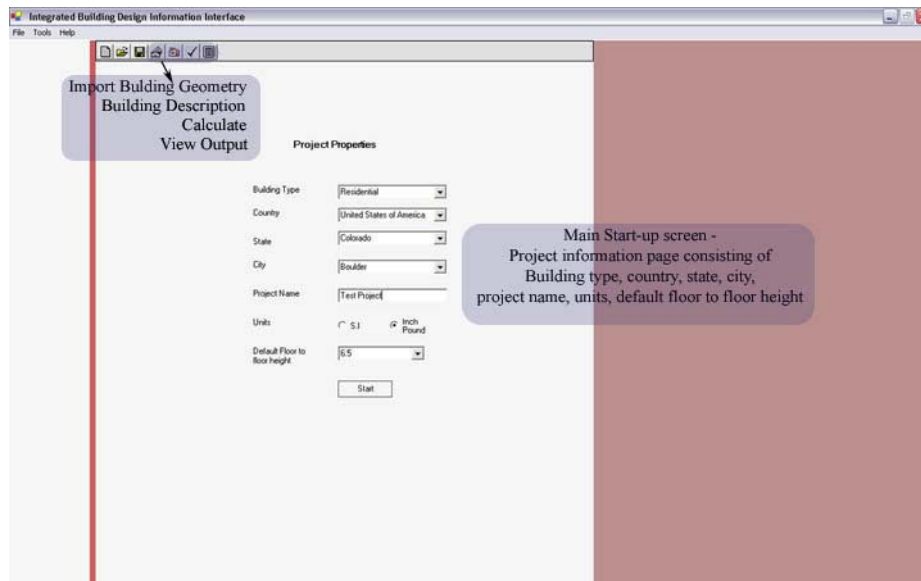 Integrated Building Design Information Interface
File Tools Help
Import Bulding Geometry
Building Description
Calculate
View Output
Project Properties
Building Type Residential
Country United States of America
State Colorado
City Boulder
Project Name Test Project
Units S.I Inch Pound
Default Floor to floor height 6.5
Start
Main Start-up screen -
Project information page consisting of
Building type, country, state, city,
project name, units, default floor to floor height